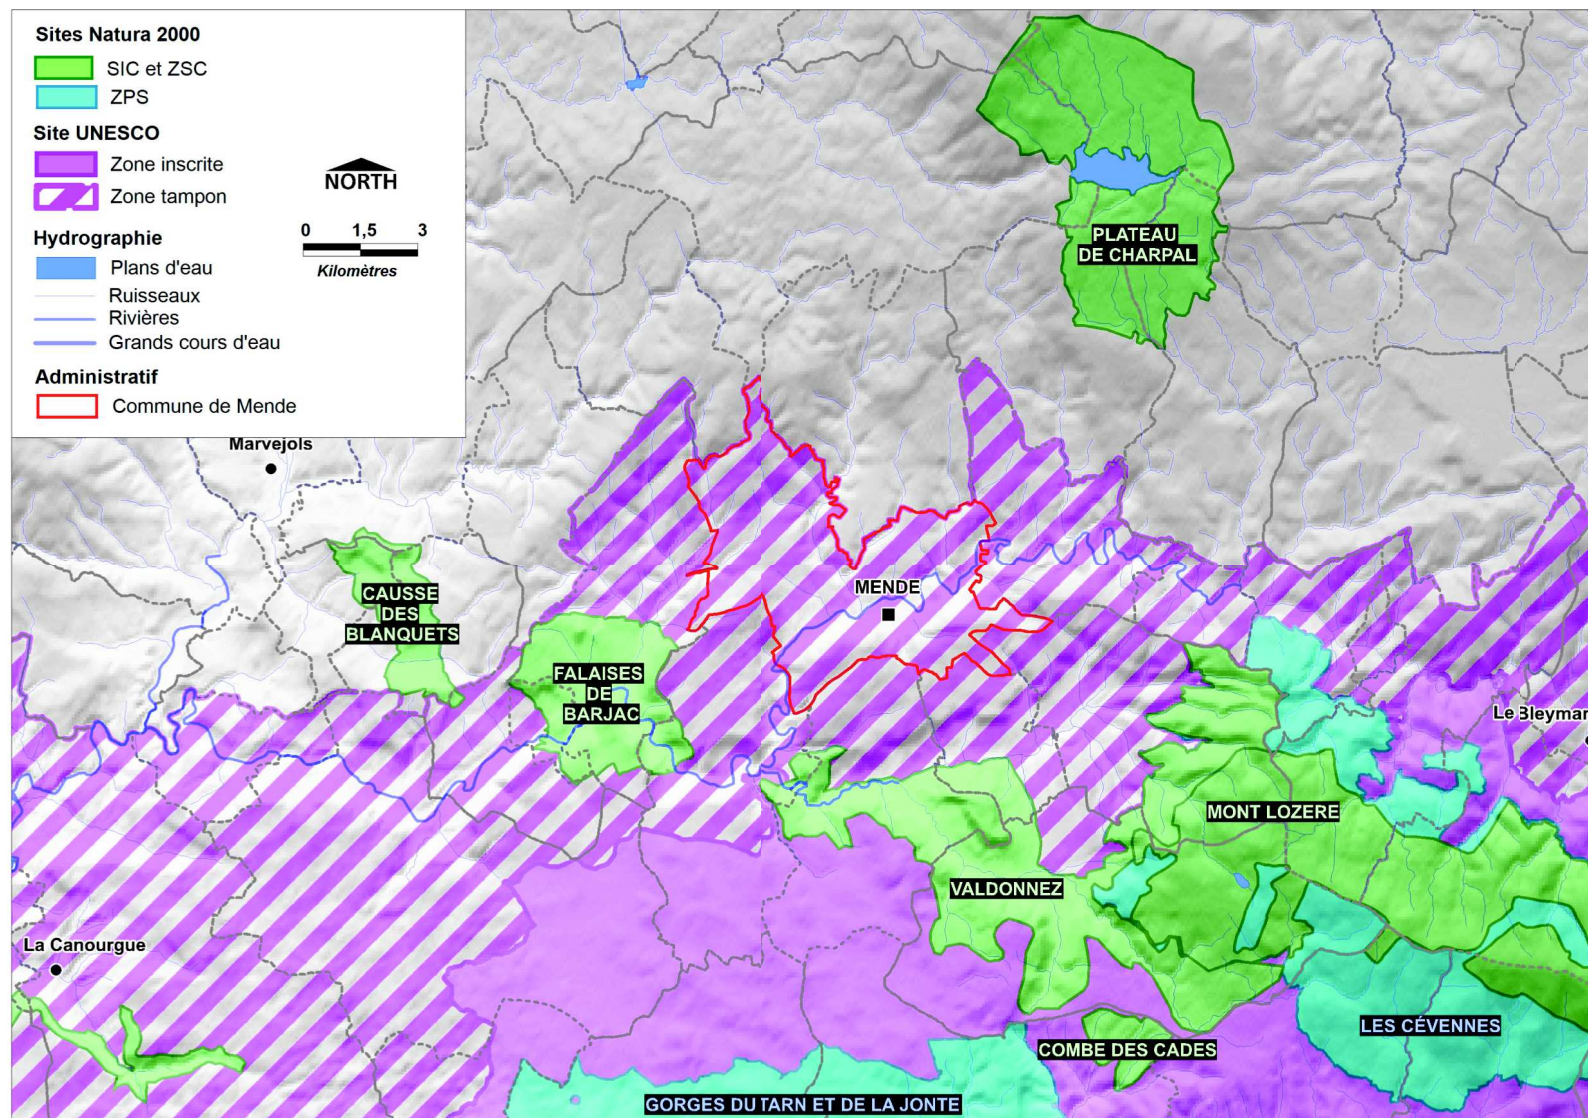 Sites Natura 2000
SIC et ZSC
ZPS
Site UNESCO
Zone inscrite
Zone tampon
NORTH
0 1,5 3
Kilomètres
Hydrographie
Plans d'eau
Ruisseaux
Rivières
Grands cours d'eau
Administratif
Commune de Mende
PLATEAU
DE CHARPAL
Marvejols
CAUSSE
DES
BLANQUETS
MENDE
FALAISES
DE
BARJAC
Le Bleymar
MONT LOZERE
VALDONNEZ
La Canourgue
LES CÉVENNES
COMBE DES CADES
GORGES DU TARN ET DE LA JONTE